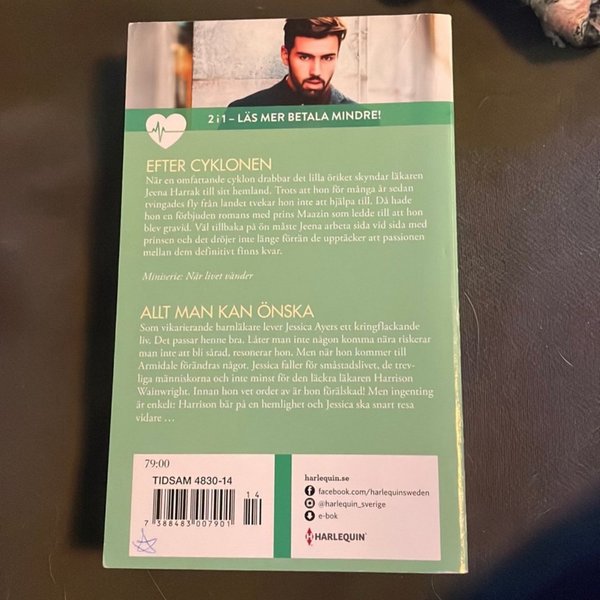 2 i 1 – LÄS MER BETALA MINDRE!
EFTER CYKLONEN
När en omfattande cyklon drabbar det lilla öriket skyndar läkaren
Jeena Harrak till sitt hemland. Trots att hon för många år sedan
tvingades fly från landet tvekar hon inte att hjälpa till. Då hade
hon en förbjuden romans med prins Maazin som ledde till att hon
blev gravid. Väl tillbaka på ön måste Jeena arbeta sida vid sida med
prinsen och det dröjer inte länge förrän de upptäcker att passionen
mellan dem definitivt finns kvar.
Miniserie: När livet vänder
ALLT MAN KAN ÖNSKA
Som vikarierande barnläkare lever Jessica Ayers ett kringflackande
liv. Det passar henne bra. Låter man inte någon komma nära riskerar
man inte att bli sårad, resonerar hon. Men när hon kommer till
Armidale förändras något. Jessica faller för småstadslivet, de trev-
liga människorna och inte minst för den läckra läkaren Harrison
Wainwright. Innan hon vet ordet av är hon förälskad! Men ingenting
är enkelt: Harrison bär på en hemlighet och Jessica ska snart resa
vidare …
79:00
TIDSAM 4830-14
14
7 388483 007901
harlequin.se
facebook.com/harlequinsweden
@harlequin_sverige
e-bok
HARLEQUIN™